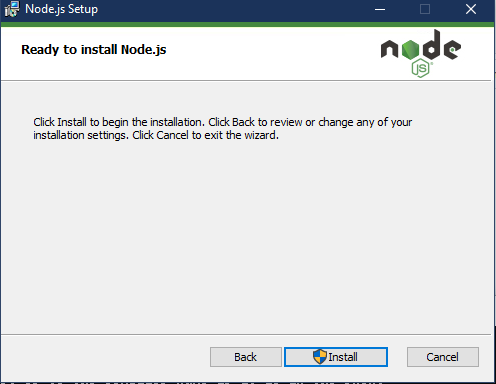 Node.js Setup
Ready to install Node.js
node
JS
Click Install to begin the installation. Click Back to review or change any of your
installation settings. Click Cancel to exit the wizard.
Back
Install
Cancel